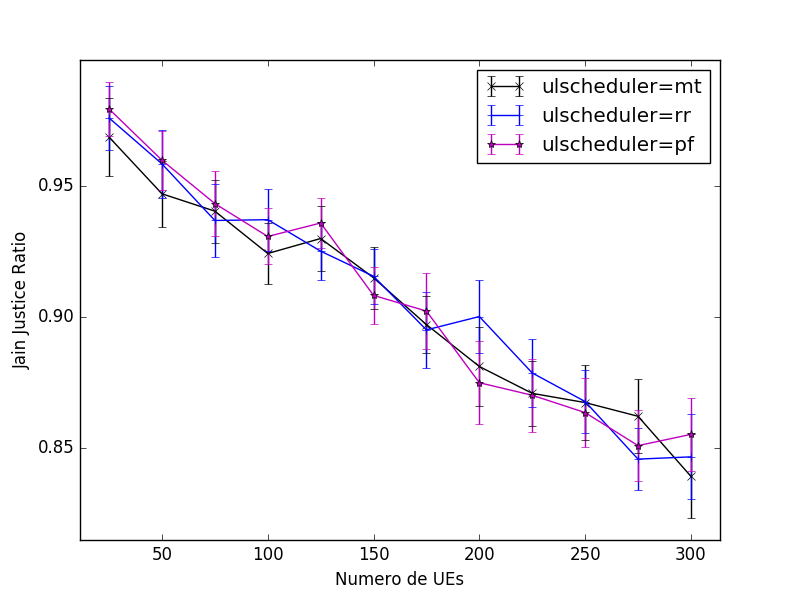 ulscheduler=mt
ulscheduler=rr
ulscheduler=pf
0.95
0.90
0.85
Jain Justice Ratio
50 100 150 200 250 300
Numero de UEs